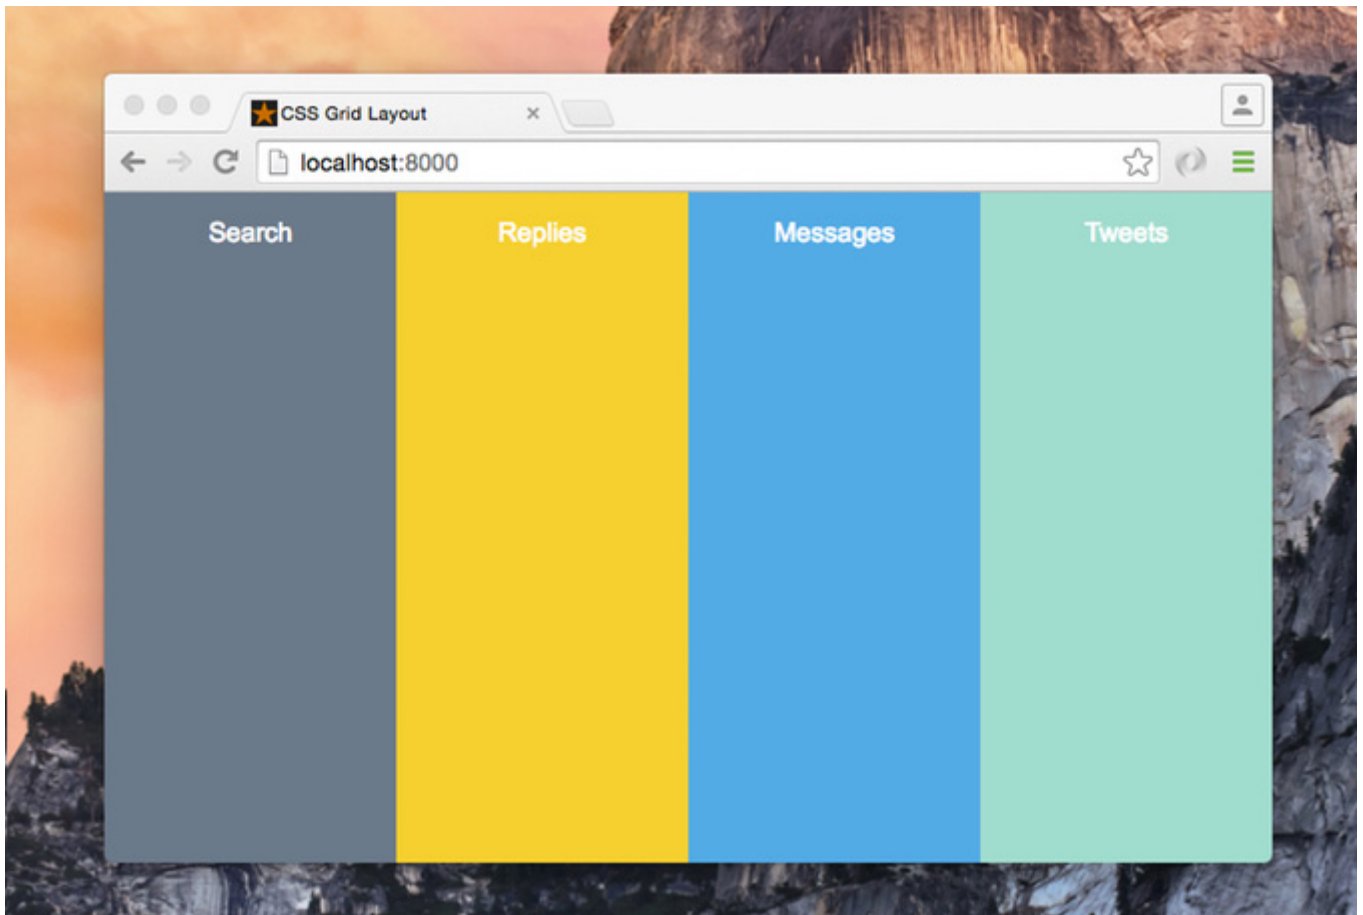 CSS Grid Layout
localhost:8000
Search
Replies
Messages
Tweets